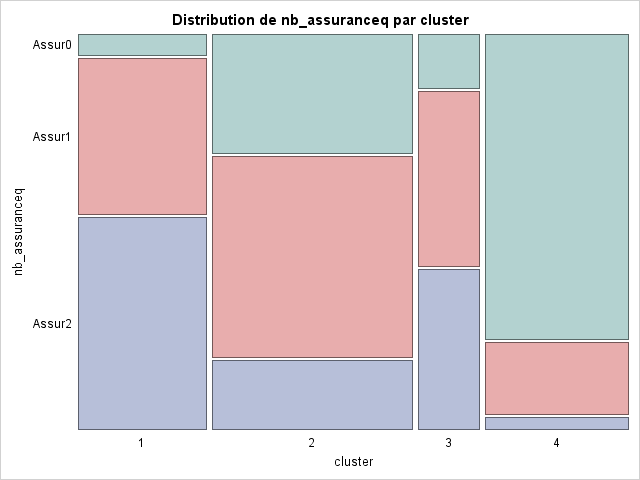 Distribution de nb_assuranceq par cluster
Assur0
Assur1
nb_assuranceq
Assur2
1 2 3 4
cluster